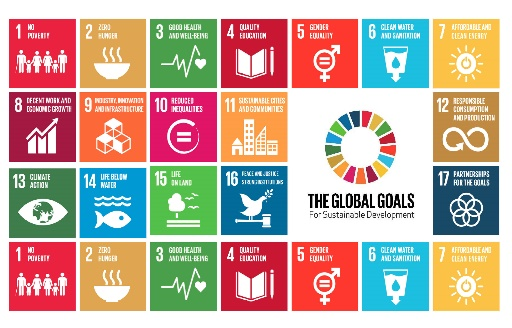 1 NO
POVERTY
2 ZERO
HUNGER
3 GOOD HEALTH
AND WELL-BEING
4 QUALITY
EDUCATION
5 GENDER
EQUALITY
6 CLEAN WATER
AND SANITATION
7 AFFORDABLE AND
CLEAN ENERGY
8 DECENT WORK AND
ECONOMIC GROWTH
9 INDUSTRY, INNOVATION
AND INFRASTRUCTURE
10 REDUCED
INEQUALITIES
11 SUSTAINABLE CITIES
AND COMMUNITIES
12 RESPONSIBLE
CONSUMPTION
AND PRODUCTION
13 CLIMATE
ACTION
14 LIFE BELOW
WATER
15 LIFE
ON LAND
16 PEACE AND JUSTICE
STRONG INSTITUTIONS
THE GLOBAL GOALS
For Sustainable Development
17 PARTNERSHIPS
FOR THE GOALS
1 NO
POVERTY
2 ZERO
HUNGER
3 GOOD HEALTH
AND WELL-BEING
4 QUALITY
EDUCATION
5 GENDER
EQUALITY
6 CLEAN WATER
AND SANITATION
7 AFFORDABLE AND
CLEAN ENERGY